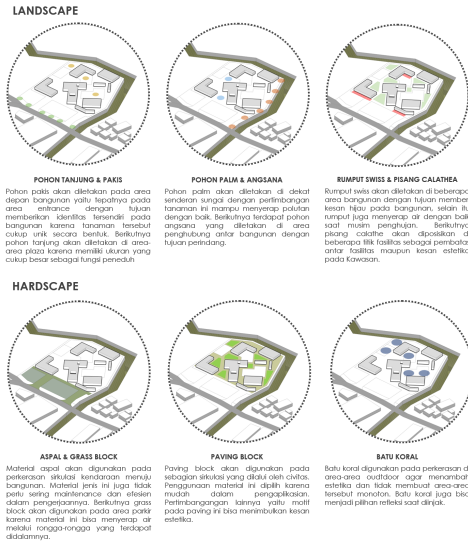 LANDSCAPE
POHON TANJUNG & PAKIS
Pohon pakis akan diletakan pada area
depan bangunan yaitu tepatnya pada
area entrance dengan tujuan
memberikan identitas tersendiri pada
bangunan karena tanaman tersebut
cukup unik secara bentuk. Berikutnya
pohon tanjung akan diletakan di area-
area plaza karena memiliki ukuran yang
cukup besar sebagai fungsi peneduh
POHON PALM & ANGSANA
Pohon palm akan diletakan di dekat
senderan sungai dengan pertimbangan
tanaman ini mampu menyerap polutan
dengan baik. Berikutnya terdapat pohon
angsana yang diletakan di area
penghubung antar bangunan dengan
tujuan perindang.
RUMPUT SWISS & PISANG CALATHEA
Rumput swiss akan diletakan di beberapa
area bangunan dengan tujuan member
kesan hijau pada bangunan, selain itu,
rumput juga menyerap air dengan baik
saat musim penghujan. Berikutnya
pisang calathe akan diposisikan d
beberapa titik fasilitas sebagai pembatas
antar fasilitas maupun kesan estetika
pada Kawasan.
HARDSCAPE
ASPAL & GRASS BLOCK
Material aspal akan digunakan pada
perkerasan sirkulasi kendaraan menuju
bangunan. Material jenis ini juga tidak
perlu sering maintenance dan efesien
dalam pengerjaannya. Berikutnya grass
block akan digunakan pada area parkir
karena material ini bisa menyerap air
melalui rongga-rongga yang terdapat
didalamnya.
PAVING BLOCK
Paving block akan digunakan pada
sebagian sirkulasi yang dilalui oleh civitas.
Penggunaan material ini dipilih karena
mudah dalam pengaplikasian.
Pertimbangangan lainnya yaitu motif
pada paving ini bisa menimbulkan kesan
estetika.
BATU KORAL
Batu koral digunakan pada perkerasan d
area-area oudtdoor agar menambah
estetika dan tidak membuat area-area
tersebut monoton. Batu koral juga bisa
menjadi pilihan refleksi saat diinjak.